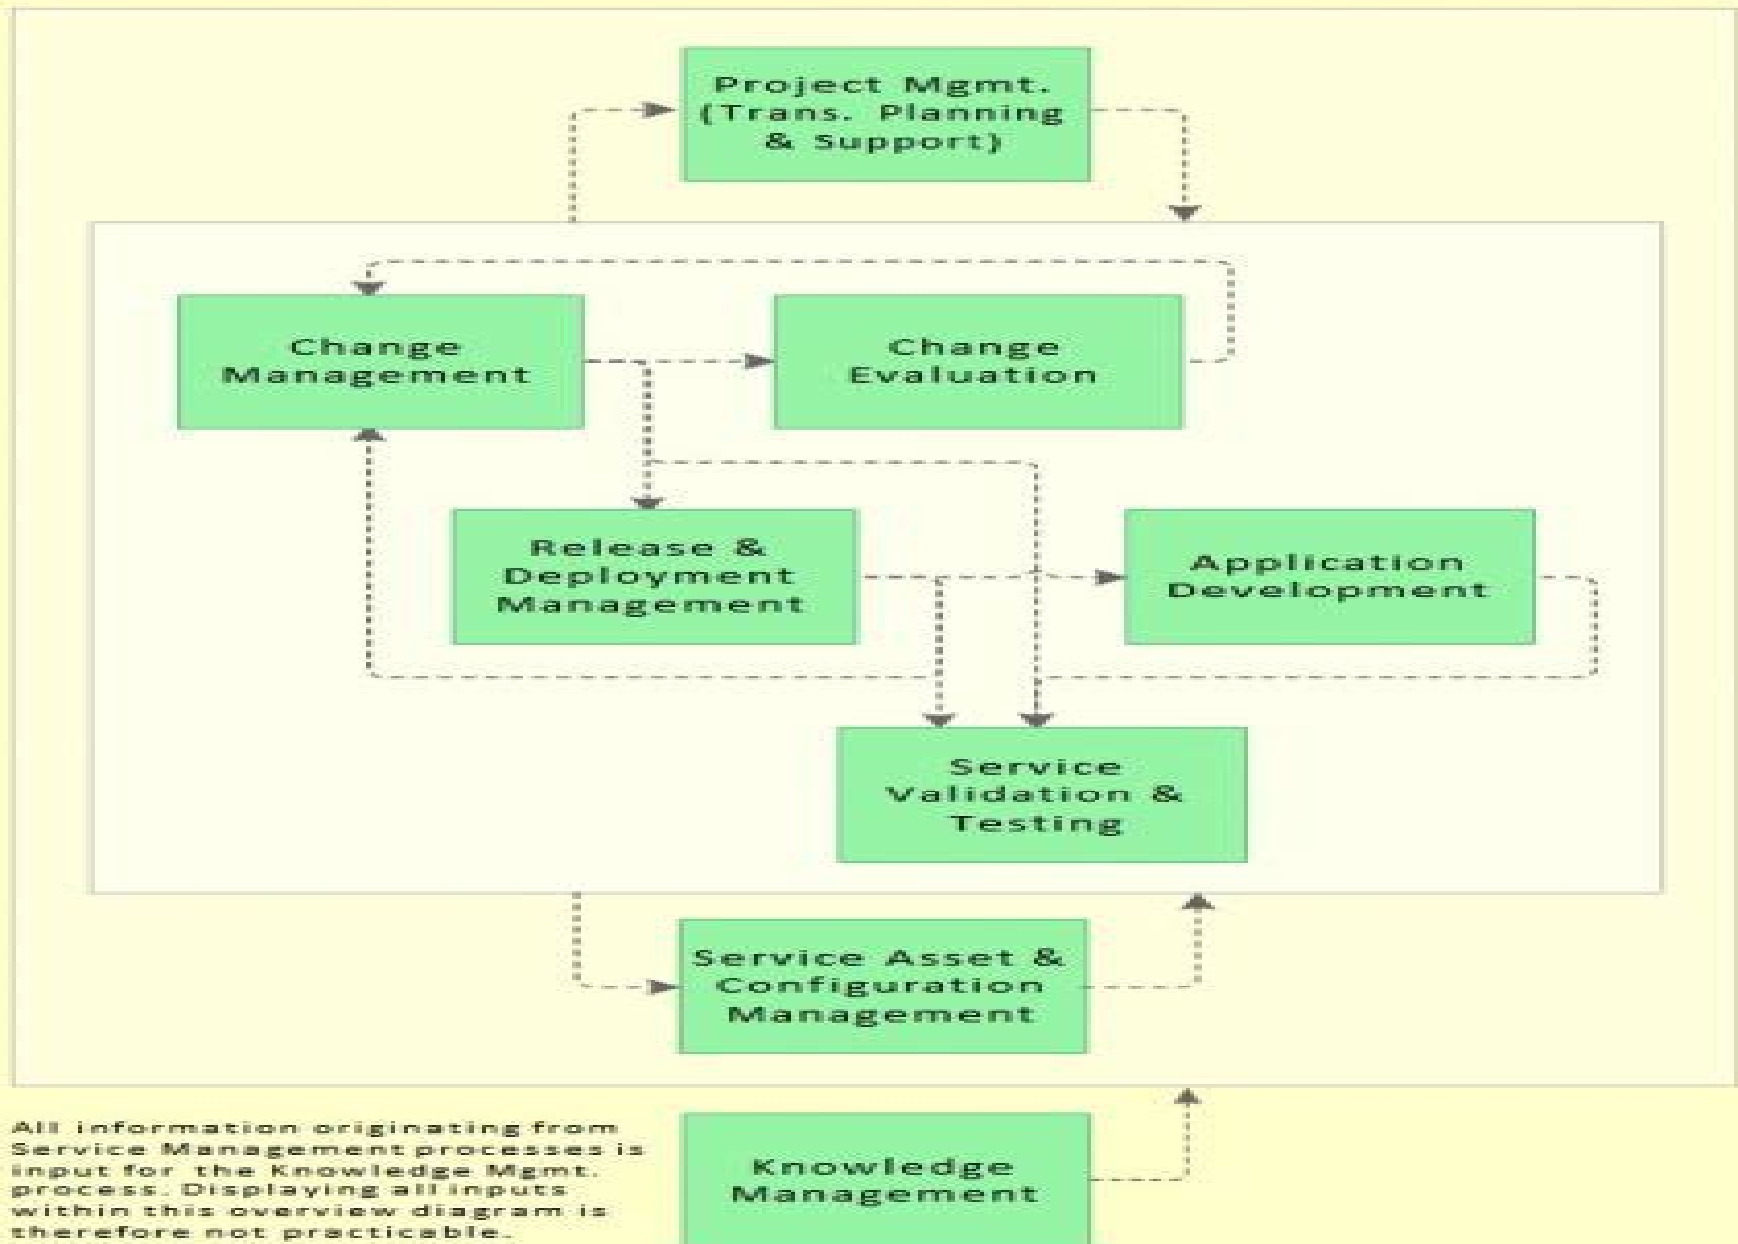 Project Mgmt.
(Trans. Planning
& Support)
Change
Management
Change
Evaluation
Release &
Deployment
Management
Application
Development
Service
Validation &
Testing
Service Asset &
Configuration
Management
Knowledge
Management
All information originating from
Service Management processes is
input for the Knowledge Mgmt.
process. Displaying all inputs
within this overview diagram is
therefore not practicable.